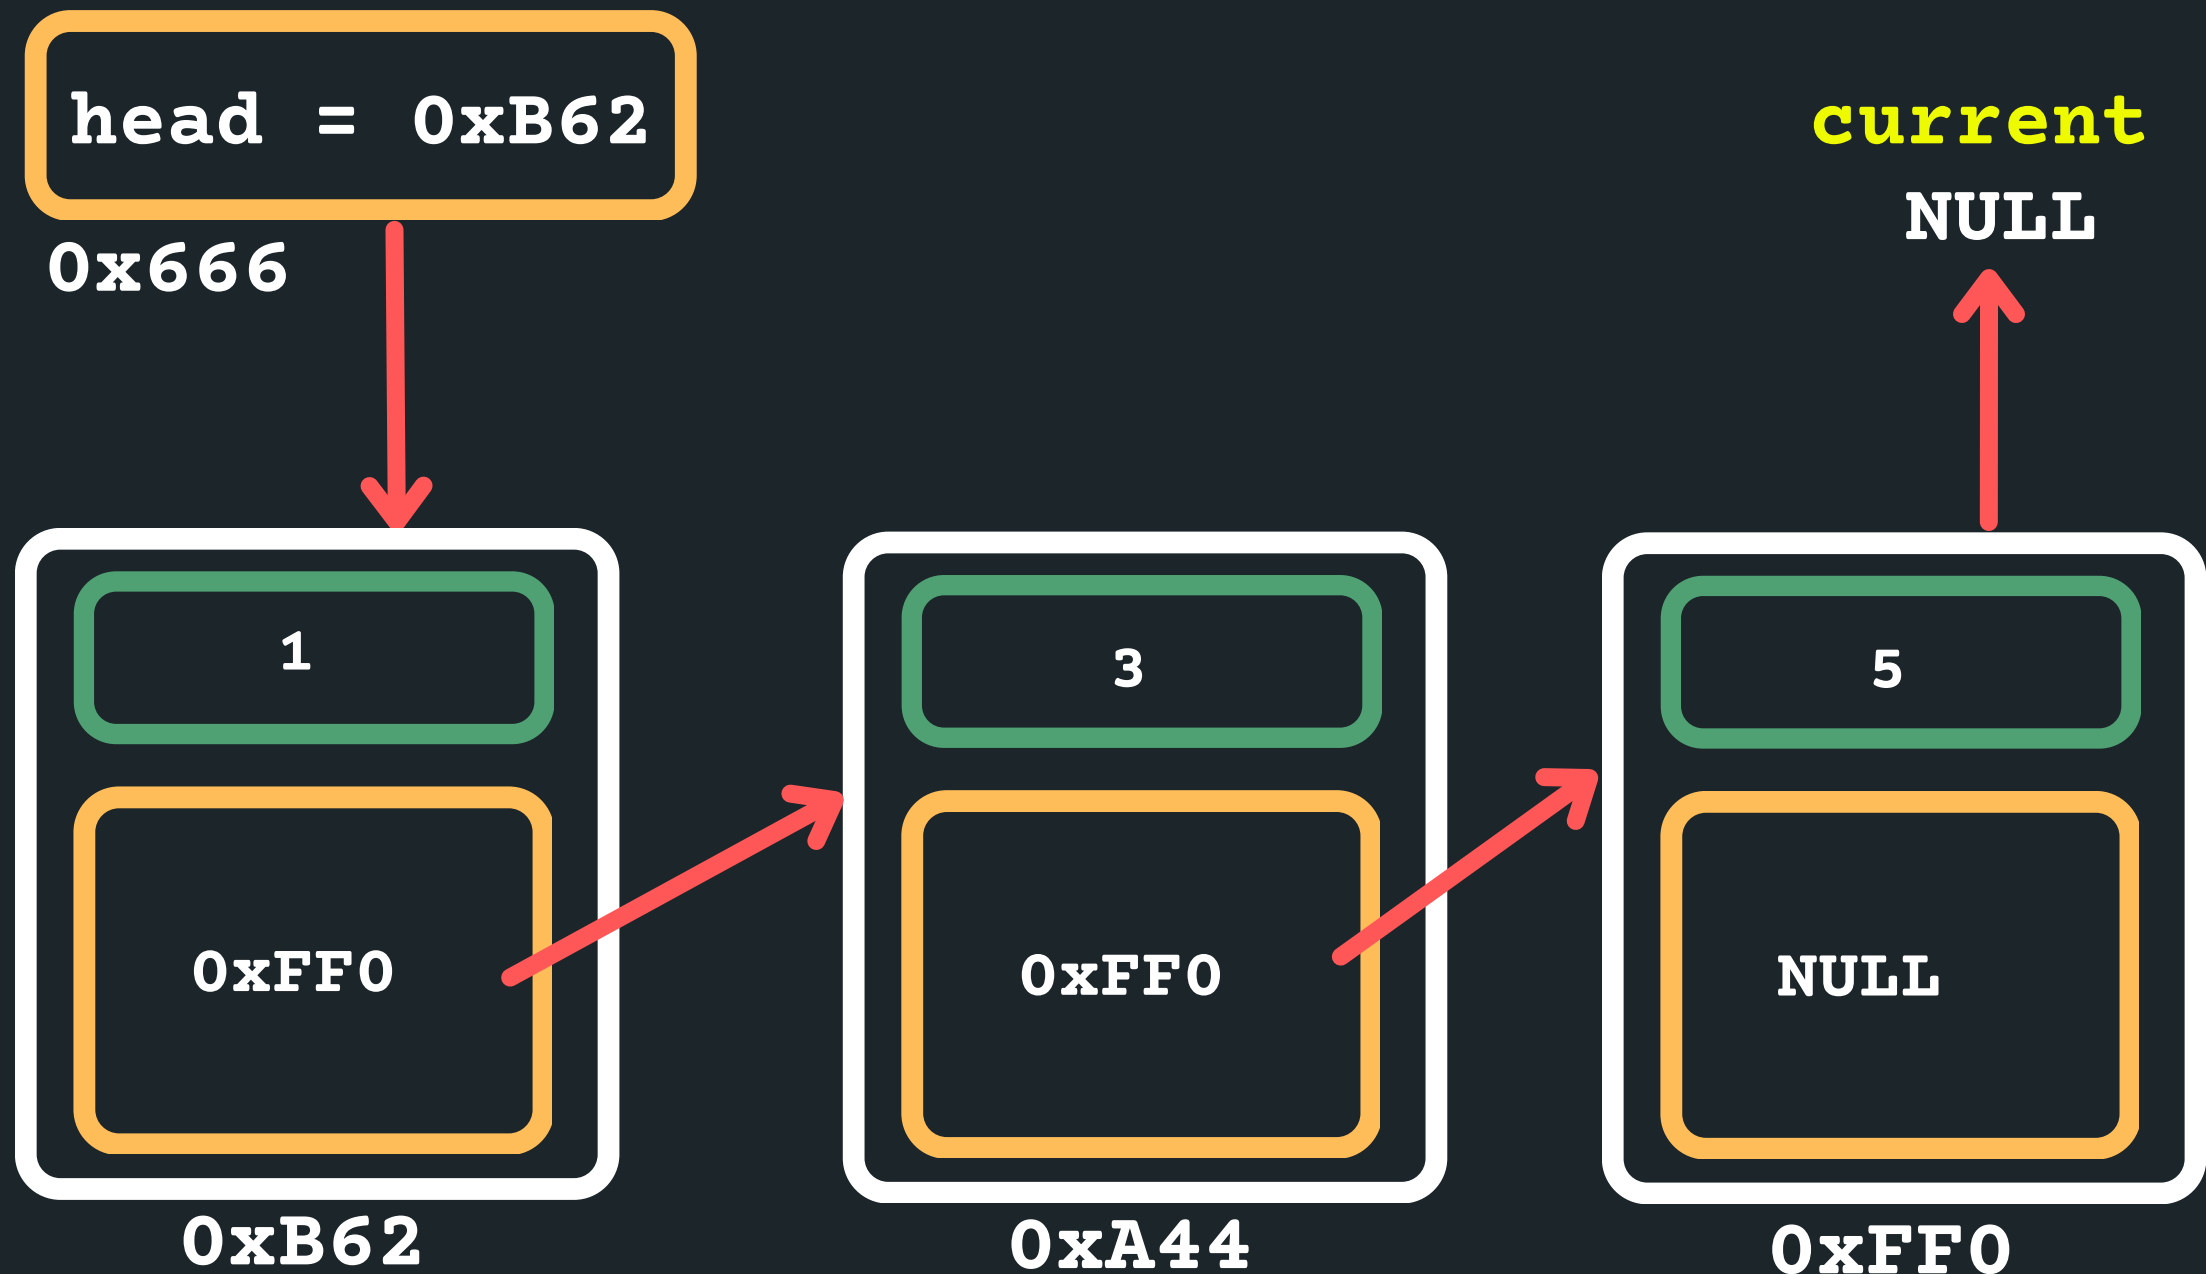 head = 0xB62
current
NULL
0x666
1
3
5
0xFF0
0xFF0
NULL
0xB62
0xA44
0xFF0